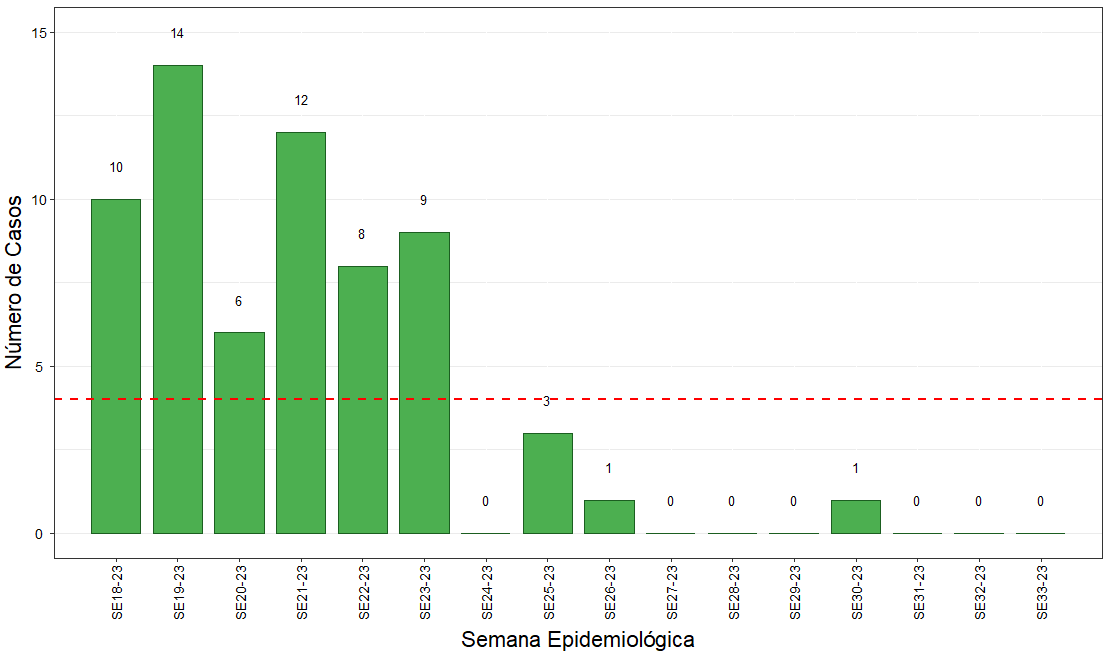 Número de Casos
15
10
5
0
10
14
6
12
8
9
0
3
1
0
0
0
1
0
0
0
SE18-23
SE19-23
SE20-23
SE21-23
SE22-23
SE23-23
SE24-23
SE25-23
SE26-23
SE27-23
SE28-23
SE29-23
SE30-23
SE31-23
SE32-23
SE33-23
Semana Epidemiológica